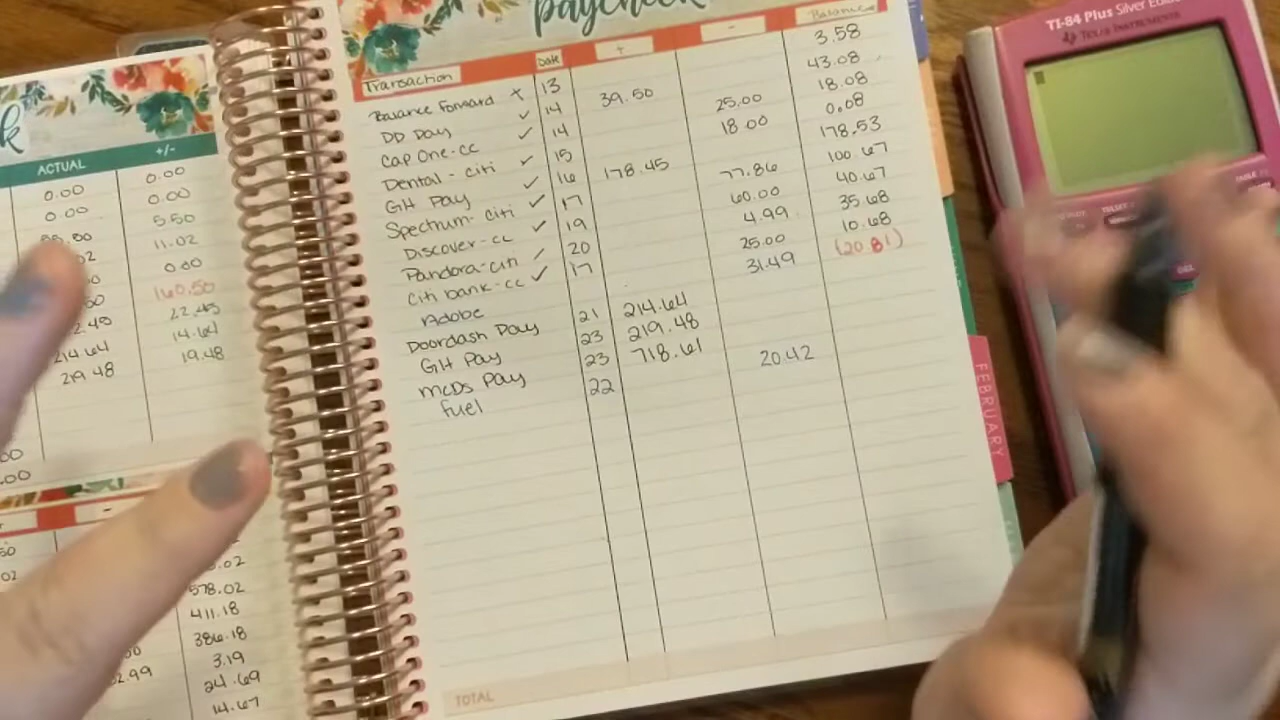 paycheck
Transaction Date + - Balance
Balance Forward x 13 3.58
DD Day ✓ 14 39.50 43.08
Cap One-cc ✓ 14 25.00 18.08
Dental - citi ✓ 15 18.00 0.08
GH Pay ✓ 16 178.45 178.53
Spectrum - citi ✓ 17 77.86 100.67
Discover-cc ✓ 19 60.00 40.67
Pandora-citi ✓ 20 4.99 35.68
Citi bank-cc ✓ 17 25.00 10.68
Adobe 31.49 (20.81)
Doordash Pay 21 214.64
GH Pay 23 219.48
McDs Pay 23 718.61
fuel 22 20.42
TOTAL
k
ACTUAL +/-
0.00 0.00
0.00 0.00
5.50
11.02
0.00
160.50
214.64 14.64
219.48 19.48
578.02
411.18
386.18
3.19
24.69
14.67
FEBRUARY
TI-84 Plus Silver
TEXAS INSTRUMENTS